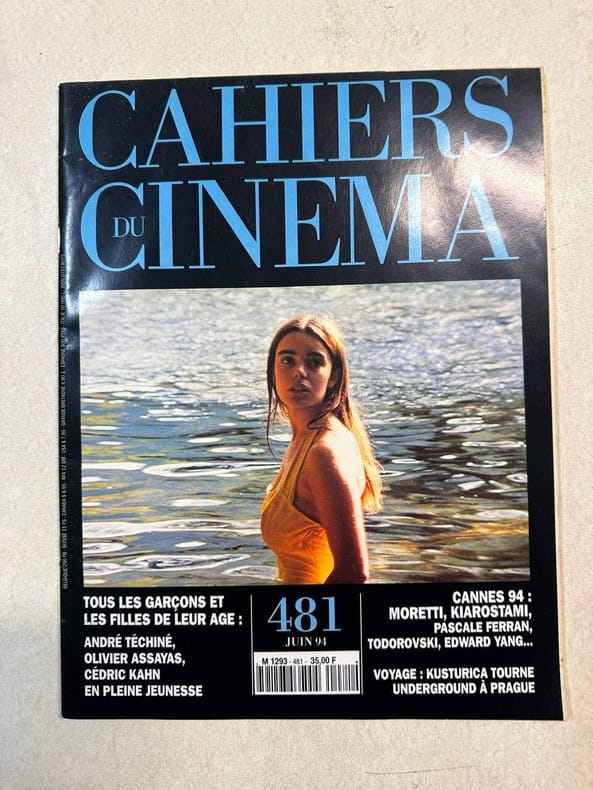 CAHIERS
DU CINEMA
TOUS LES GARÇONS ET
LES FILLES DE LEUR AGE :
ANDRÉ TÉCHINÉ,
OLIVIER ASSAYAS,
CÉDRIC KAHN
EN PLEINE JEUNESSE
481
JUIN 94
M 1293 - 481 - 35,00 F
CANNES 94 :
MORETTI, KIAROSTAMI,
PASCALE FERRAN,
TODOROVSKI, EDWARD YANG...
VOYAGE : KUSTURICA TOURNE
UNDERGROUND À PRAGUE